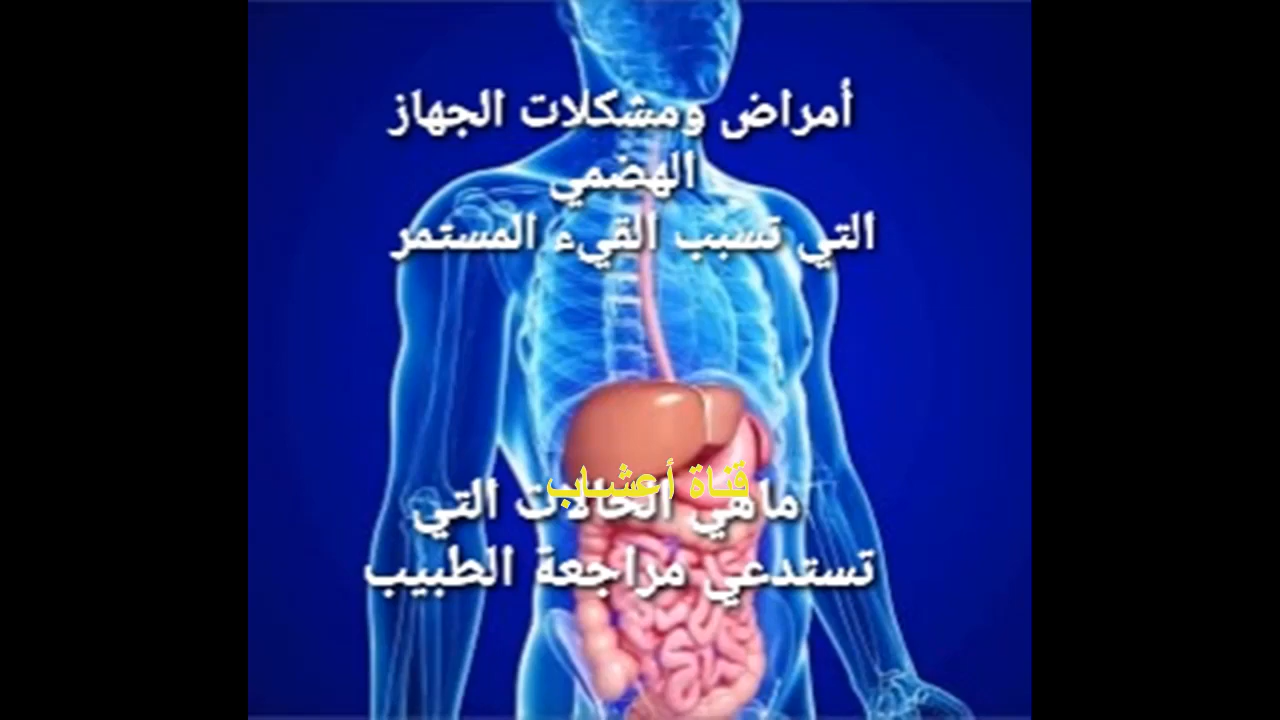 أمراض ومشكلات الجهاز
الهضمي
التي تسبب القيء المستمر
قناة أعشاب
ماهي الحالات التي
تستدعي مراجعة الطبيب